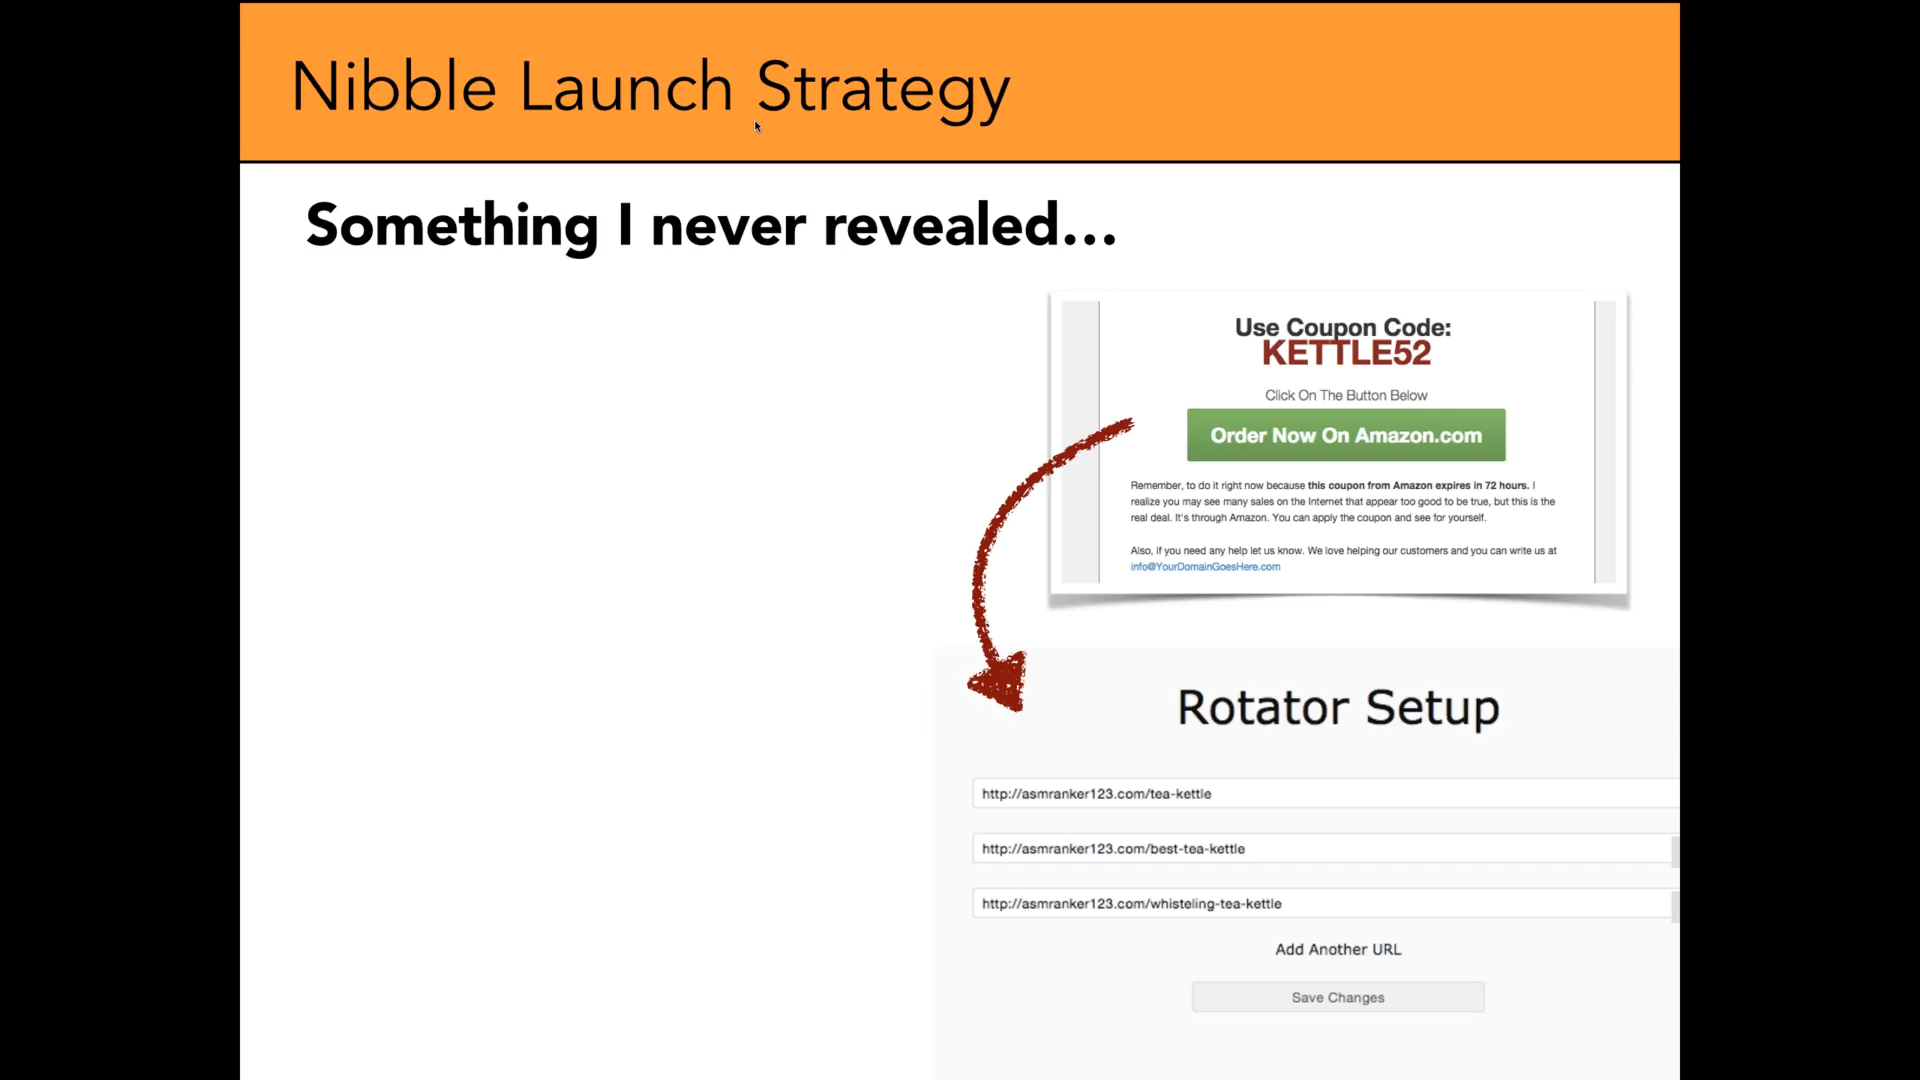 Nibble Launch Strategy
Something I never revealed...
Use Coupon Code:
KETTLE52
Click On The Button Below
Order Now On Amazon.com
Remember, to do it right now because this coupon from Amazon expires in 72 hours. I
realize you may see many sales on the Internet that appear too good to be true, but this is the
real deal. It's through Amazon. You can apply the coupon and see for yourself.
Also, if you need any help let us know. We love helping our customers and you can write us at
info@YourDomainGoesHere.com
Rotator Setup
http://asmranker123.com/tea-kettle
http://asmranker123.com/best-tea-kettle
http://asmranker123.com/whisteling-tea-kettle
Add Another URL
Save Changes